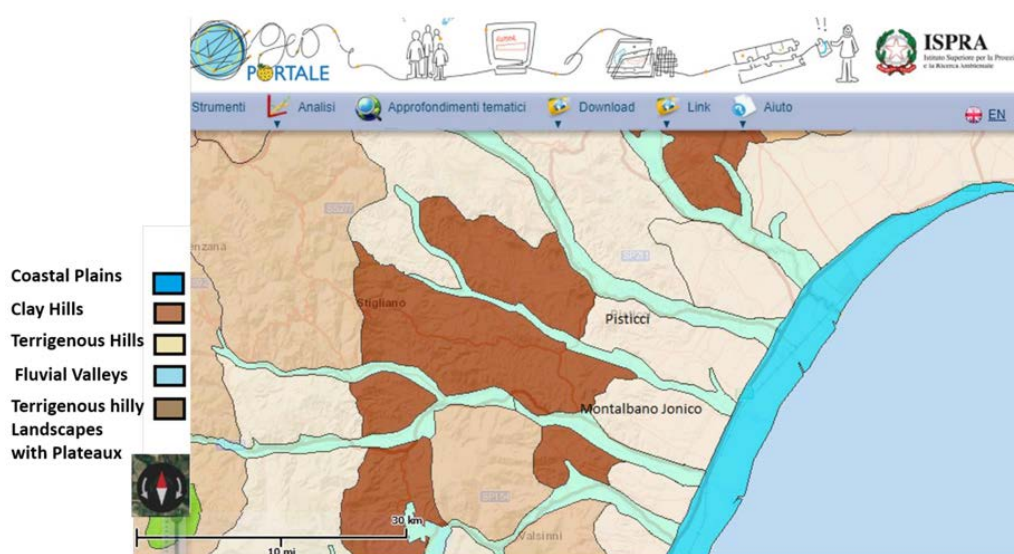 geo
PORTALE
ISPRA
Istituto Superiore per la Protezi
e la Ricerca Ambientale
Strumenti
Analisi
Approfondimenti tematici
Download
Link
Aiuto
EN
Stigliano
Pisticci
Montalbano Jonico
Valsinni
Coastal Plains
Clay Hills
Terrigenous Hills
Fluvial Valleys
Terrigenous hilly
Landscapes
with Plateaux
30 km
10 mi